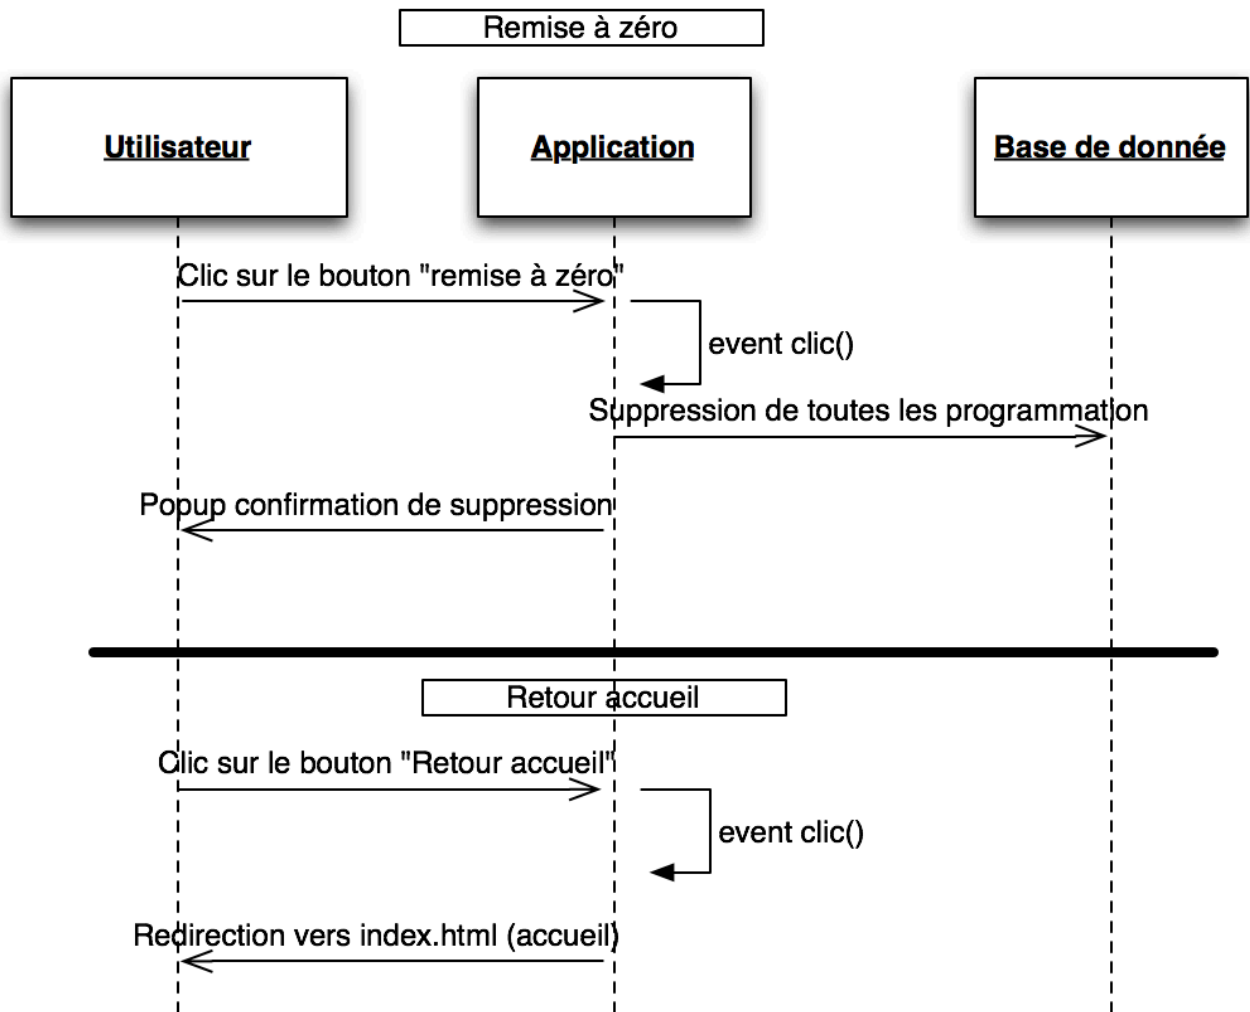 Remise à zéro
Utilisateur
Application
Base de donnée
Clic sur le bouton "remise à zéro"
event clic()
Suppression de toutes les programmation
Popup confirmation de suppression
Retour accueil
Clic sur le bouton "Retour accueil"
event clic()
Redirection vers index.html (accueil)